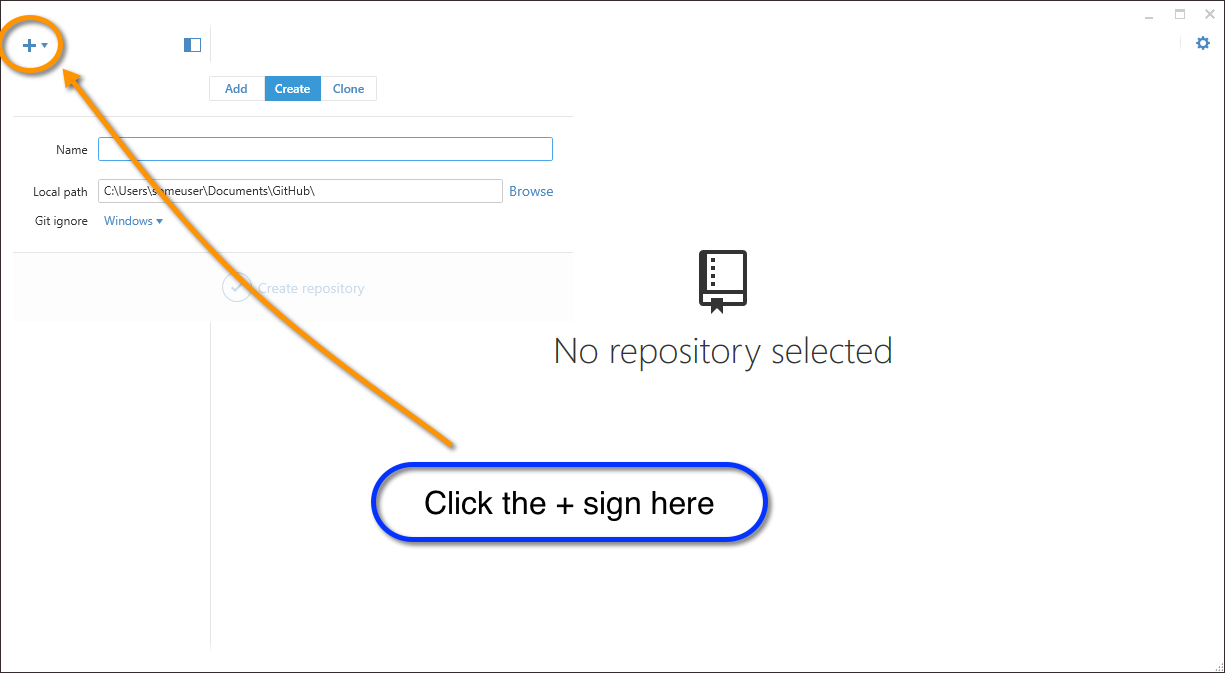 +
Add Create Clone
Name
Local path C:\Users\someuser\Documents\GitHub\ Browse
Git ignore Windows
Create repository
No repository selected
Click the + sign here